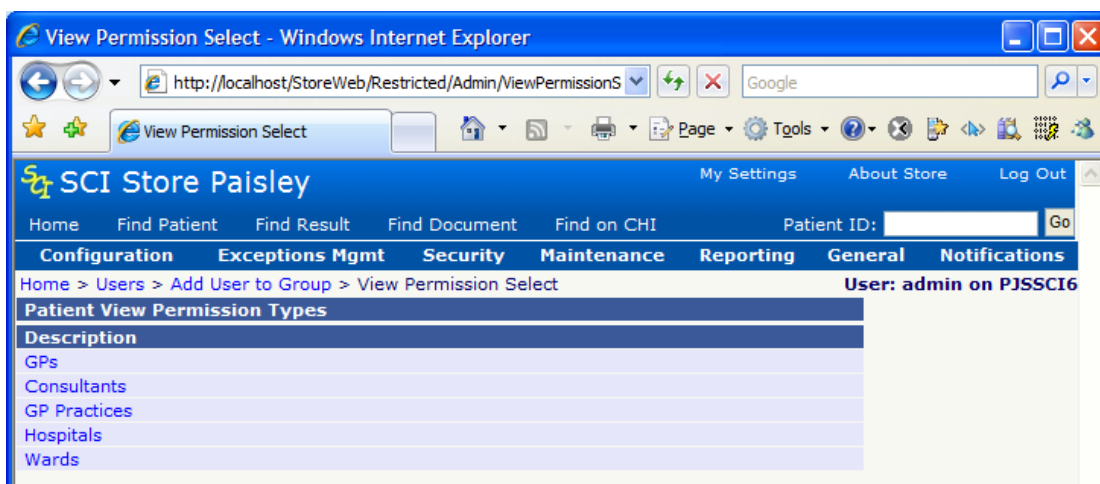 View Permission Select - Windows Internet Explorer
http://localhost/StoreWeb/Restricted/Admin/ViewPermissionS
Google
View Permission Select
Page
Tools
SCI Store Paisley
My Settings About Store Log Out
Home Find Patient Find Result Find Document Find on CHI Patient ID: Go
Configuration Exceptions Mgmt Security Maintenance Reporting General Notifications
Home > Users > Add User to Group > View Permission Select User: admin on PJSSCI6
Patient View Permission Types
Description
GPs
Consultants
GP Practices
Hospitals
Wards